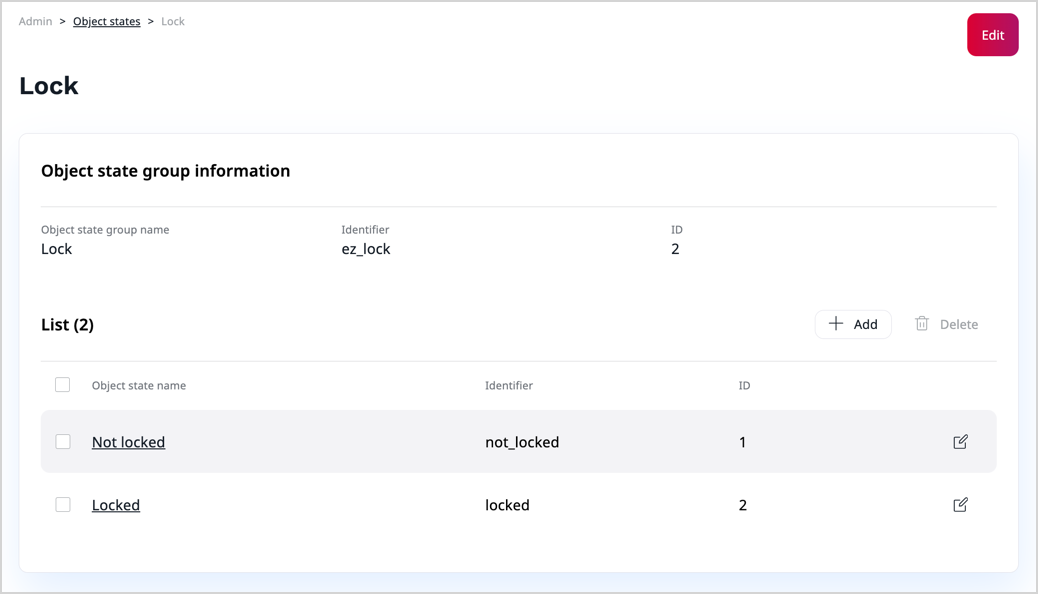 Admin > Object states > Lock
Edit
Lock
Object state group information
Object state group name Identifier ID
Lock ez_lock 2
List (2) Add Delete
Object state name Identifier ID
Not locked not_locked 1
Locked locked 2